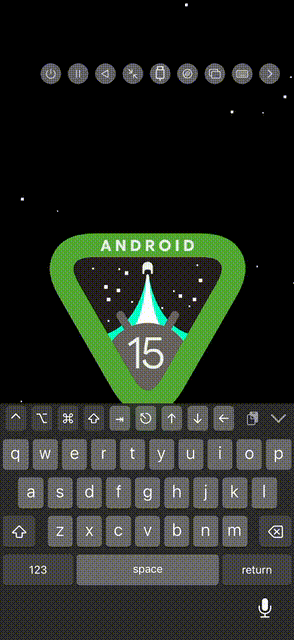 ANDROID
15
q w e r t y u i o p
a s d f g h j k l
z x c v b n m
123 space return